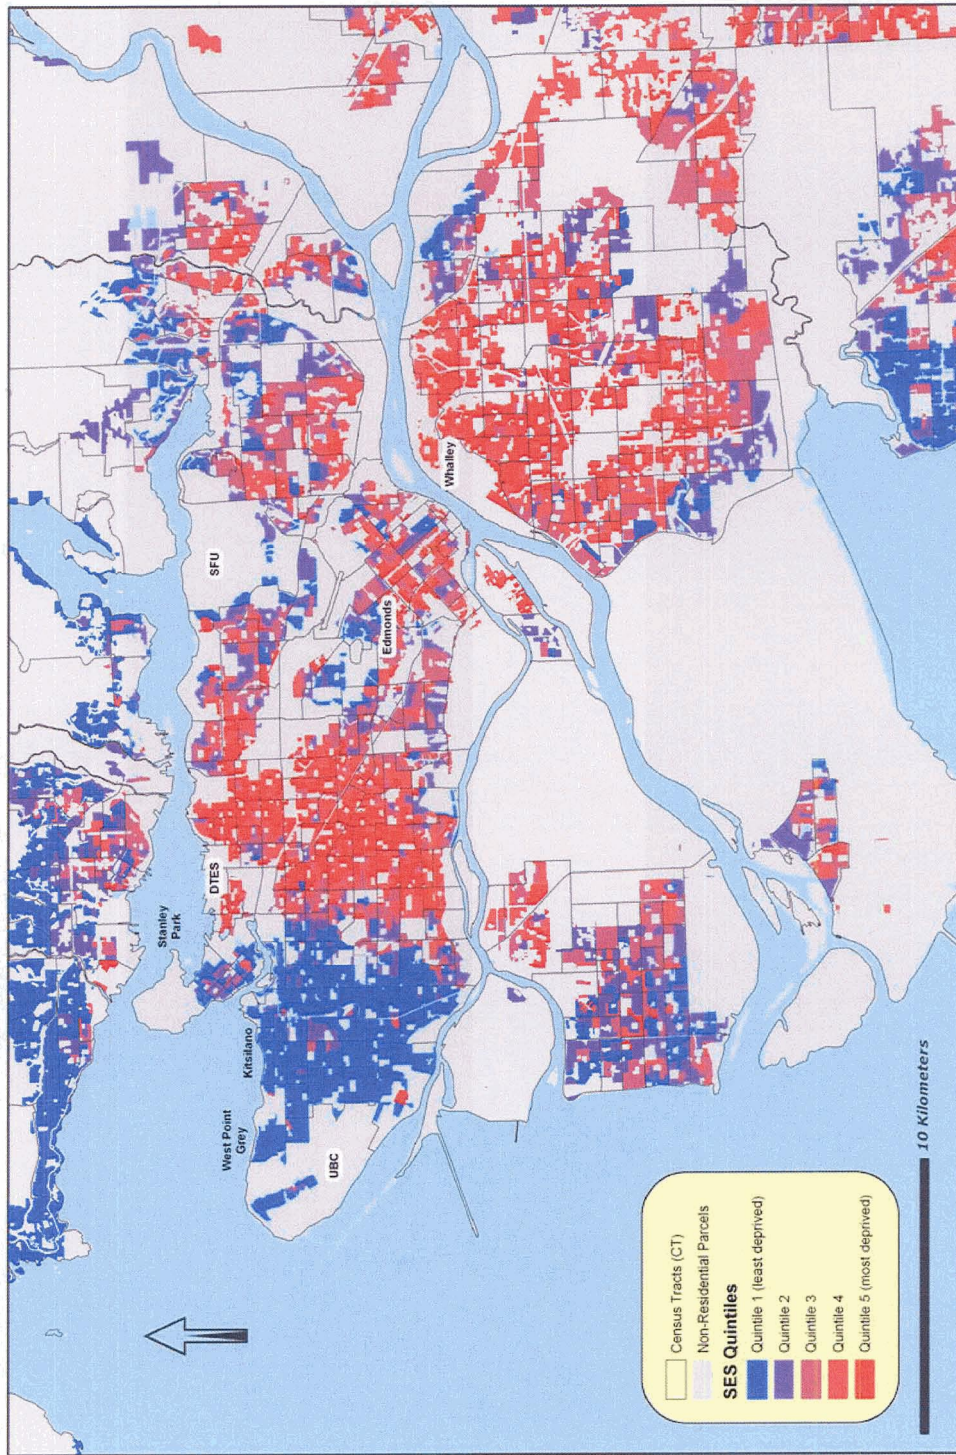 Stanley
Park
DTES
SFU
Kitsilano
West Point
Grey
UBC
Edmonds
Whalley
Census Tracts (CT)
Non-Residential Parcels
SES Quintiles
Quintile 1 (least deprived)
Quintile 2
Quintile 3
Quintile 4
Quintile 5 (most deprived)
10 Kilometers